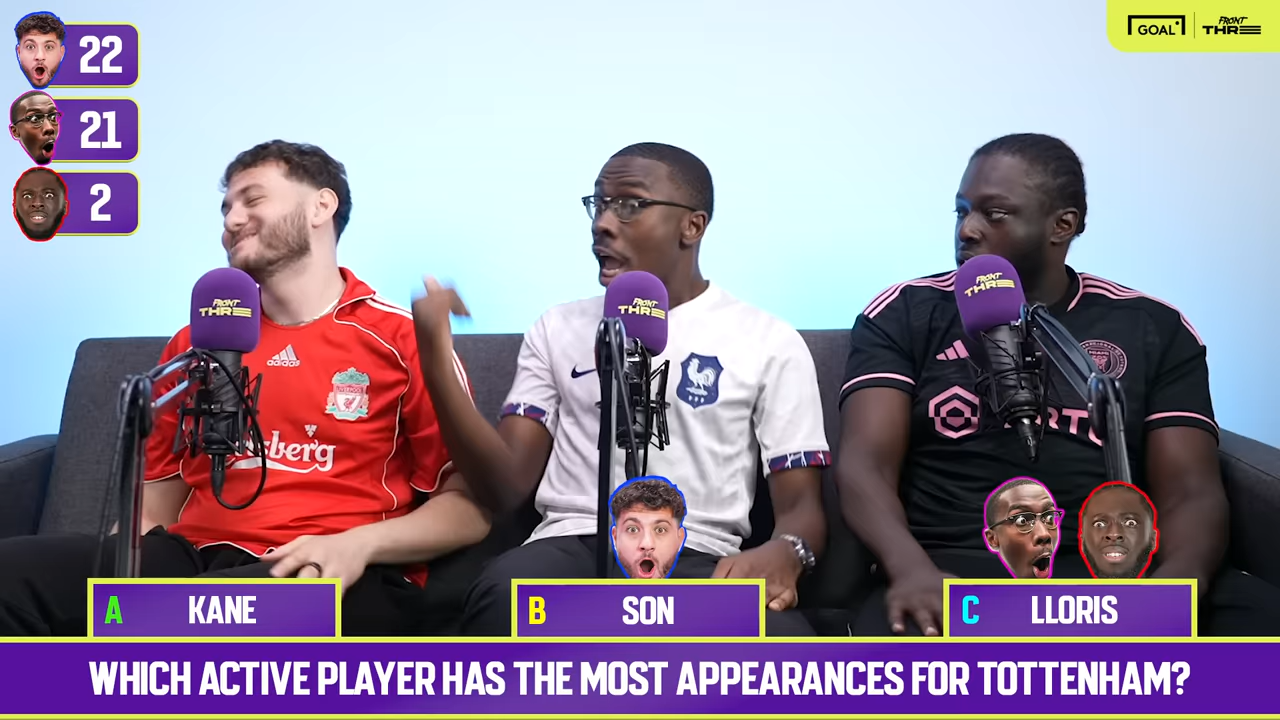 GOAL
FRONT
THREE
22
21
2
FRONT
THREE
FRONT
THREE
FRONT
THREE
adidas
A KANE
B SON
C LLORIS
WHICH ACTIVE PLAYER HAS THE MOST APPEARANCES FOR TOTTENHAM?